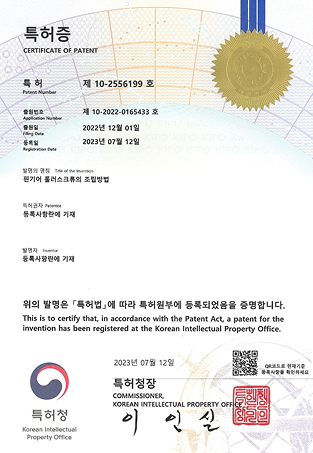 특허증
CERTIFICATE OF PATENT
특 허 제 10-2556199 호
Patent Number
출원번호 제 10-2022-0165433 호
Application Number
출원일 2022년 12월 01일
Filing Date
등록일 2023년 07월 12일
Registration Date
발명의 명칭 Title of the Invention
핀기어 롤러스크류의 조립방법
특허권자 Patentee
등록사항란에 기재
발명자 Inventor
등록사항란에 기재
위의 발명은 「특허법」에 따라 특허원부에 등록되었음을 증명합니다.
This is to certify that, in accordance with the Patent Act, a patent for the
invention has been registered at the Korean Intellectual Property Office.
2023년 07월 12일
QR코드로 현재기준
등록사항을 확인하세요
특허청장
COMMISSIONER,
KOREAN INTELLECTUAL PROPERTY OFFICE
이 인 실
특허청
Korean Intellectual
Property Office